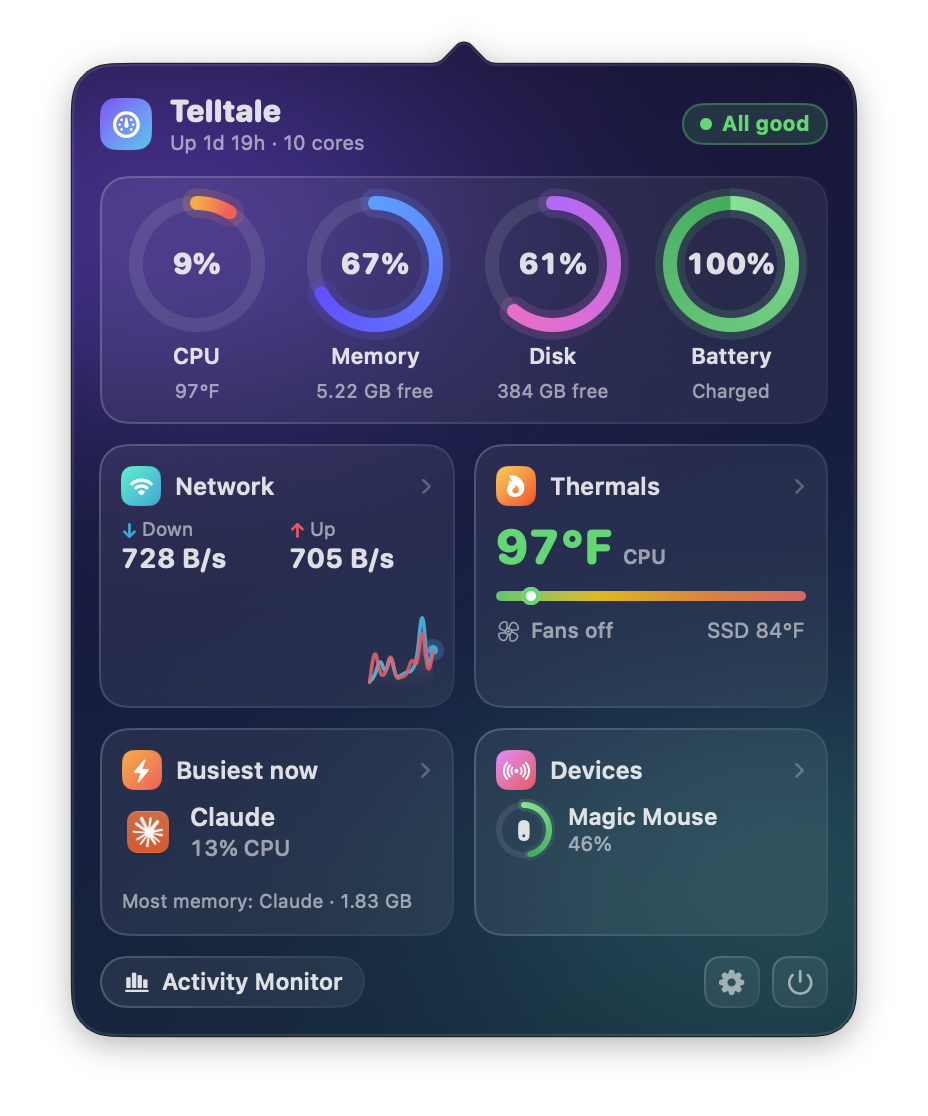 Telltale
Up 1d 19h · 10 cores
All good
9%
67%
61%
100%
CPU
Memory
Disk
Battery
97°F
5.22 GB free
384 GB free
Charged
Network
Down
Up
728 B/s
705 B/s
Thermals
97°F CPU
Fans off
SSD 84°F
Busiest now
Claude
13% CPU
Most memory: Claude · 1.83 GB
Devices
Magic Mouse
46%
Activity Monitor